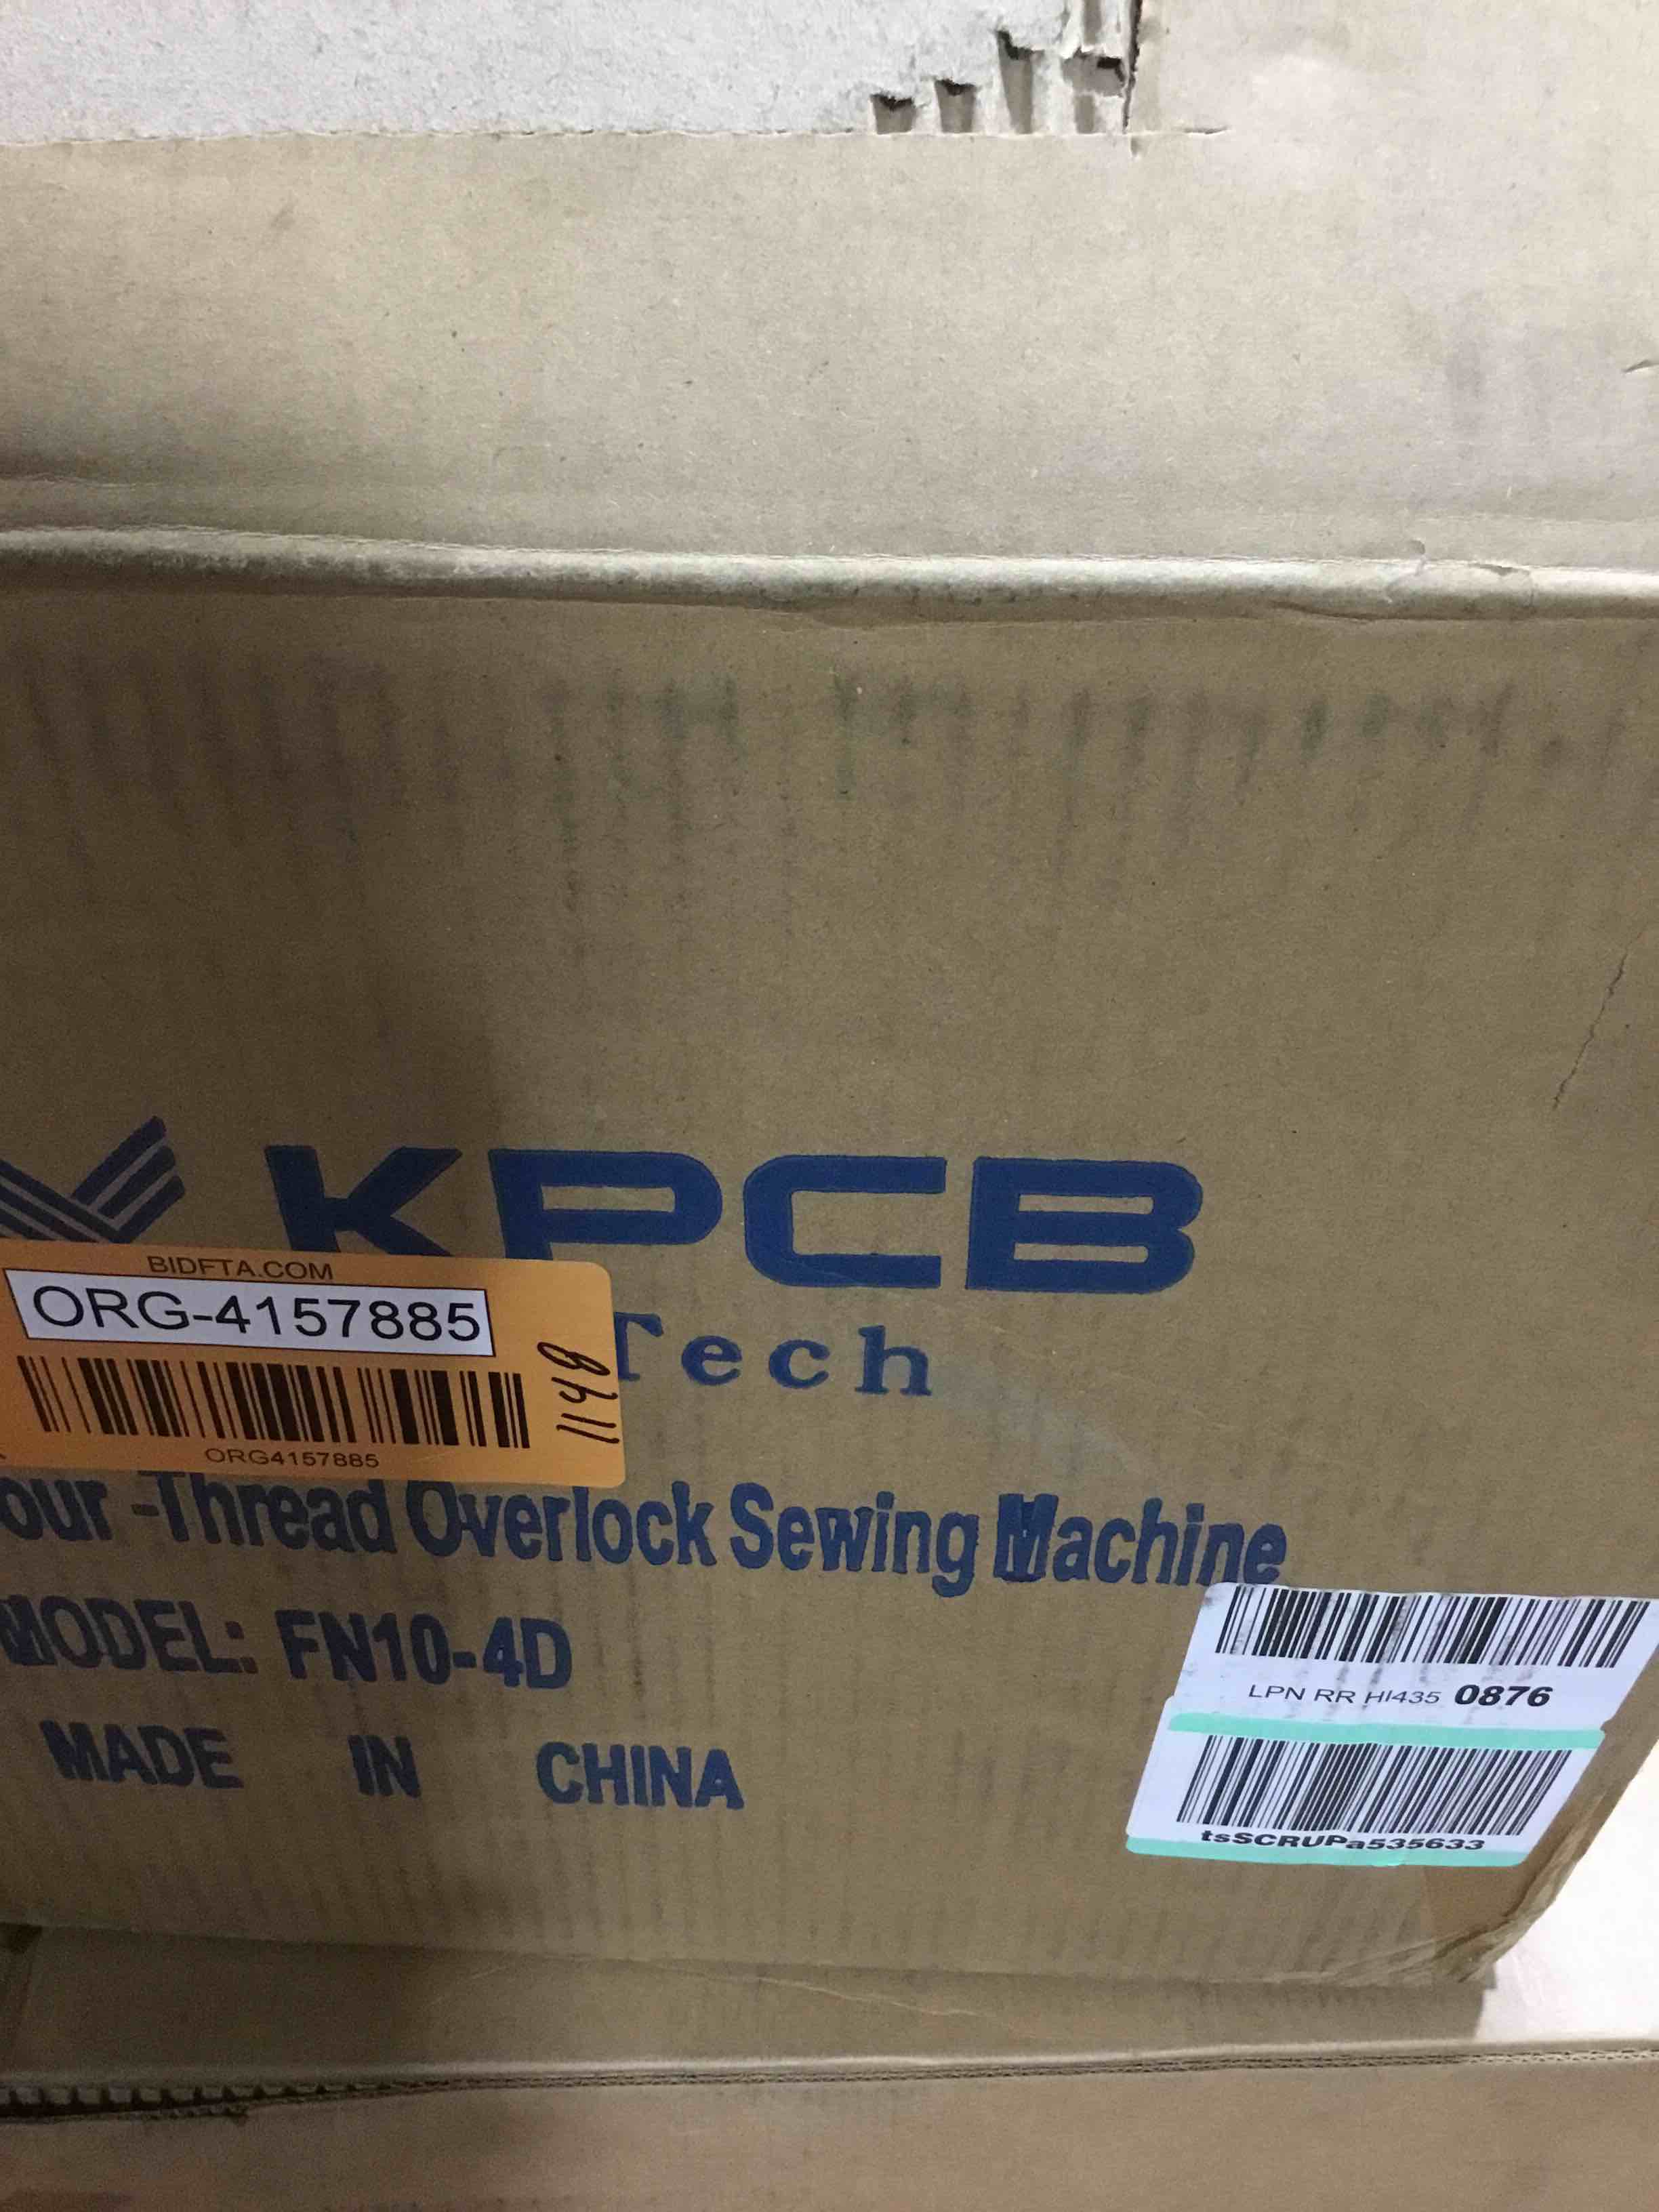 KPCB
BIDFTA.COM
ORG-4157885
1148
ORG4157885
Tech
our-Thread Overlock Sewing Machine
MODEL: FN10-4D
MADE IN CHINA
LPN RR HI435 0876
tsSCRUPa535633